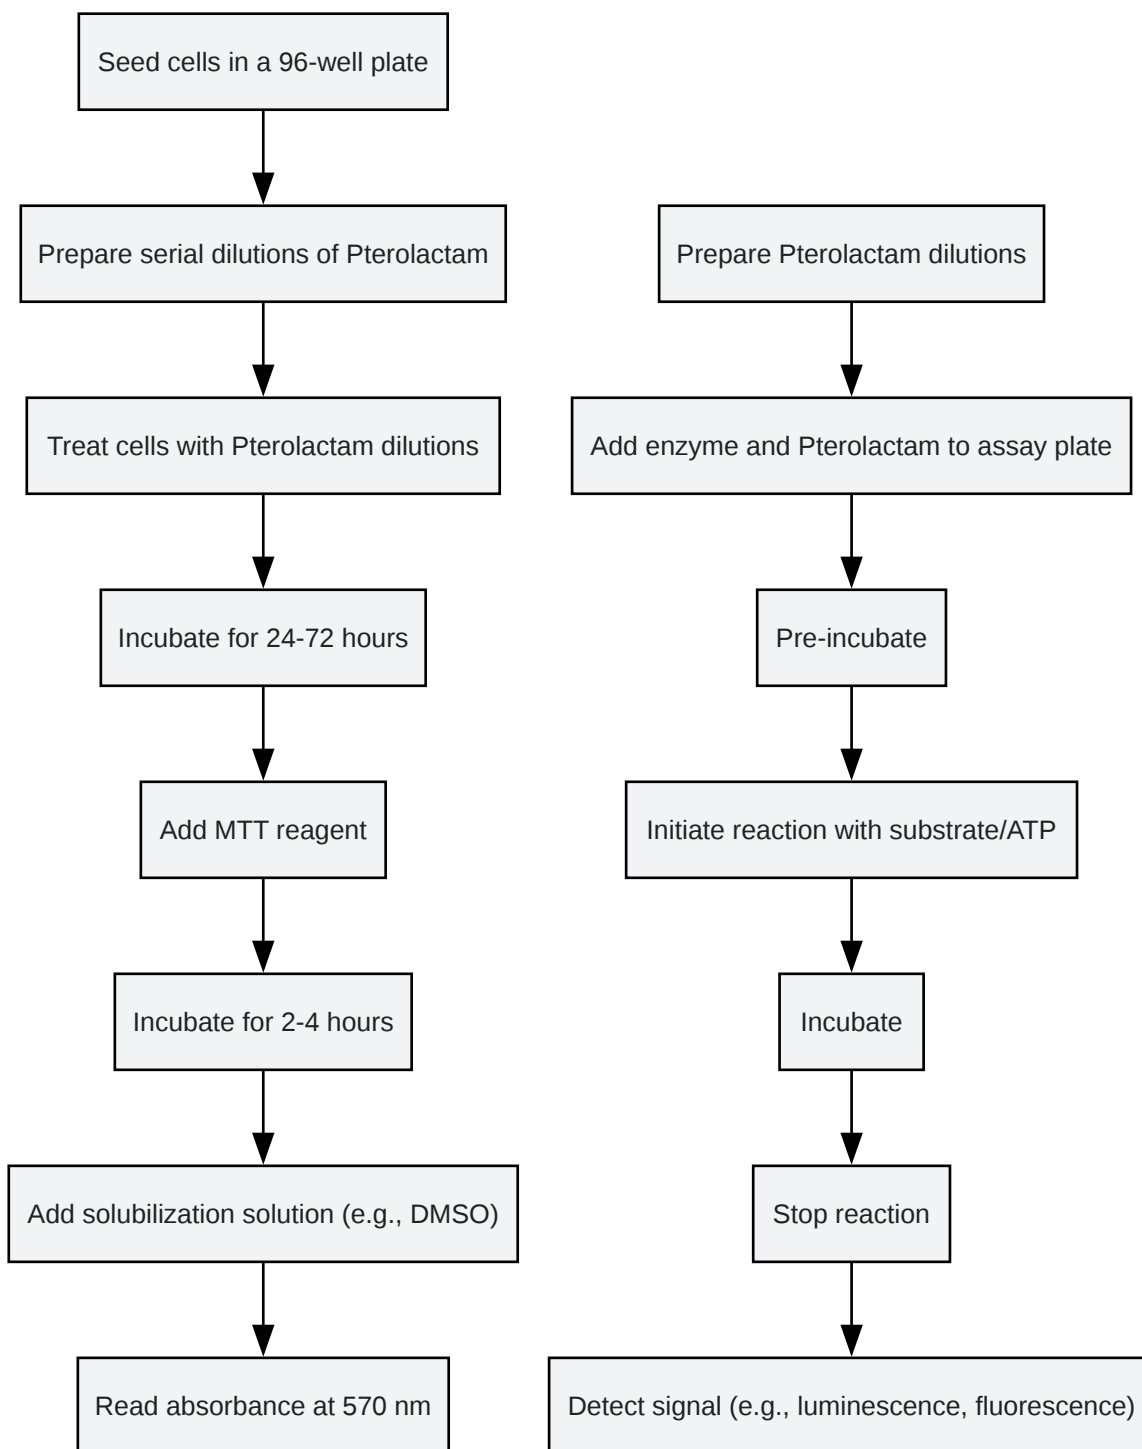 Seed cells in a 96-well plate
Prepare serial dilutions of Pterolactam
Treat cells with Pterolactam dilutions
Incubate for 24-72 hours
Add MTT reagent
Incubate for 2-4 hours
Add solubilization solution (e.g., DMSO)
Read absorbance at 570 nm
Prepare Pterolactam dilutions
Add enzyme and Pterolactam to assay plate
Pre-incubate
Initiate reaction with substrate/ATP
Incubate
Stop reaction
Detect signal (e.g., luminescence, fluorescence)